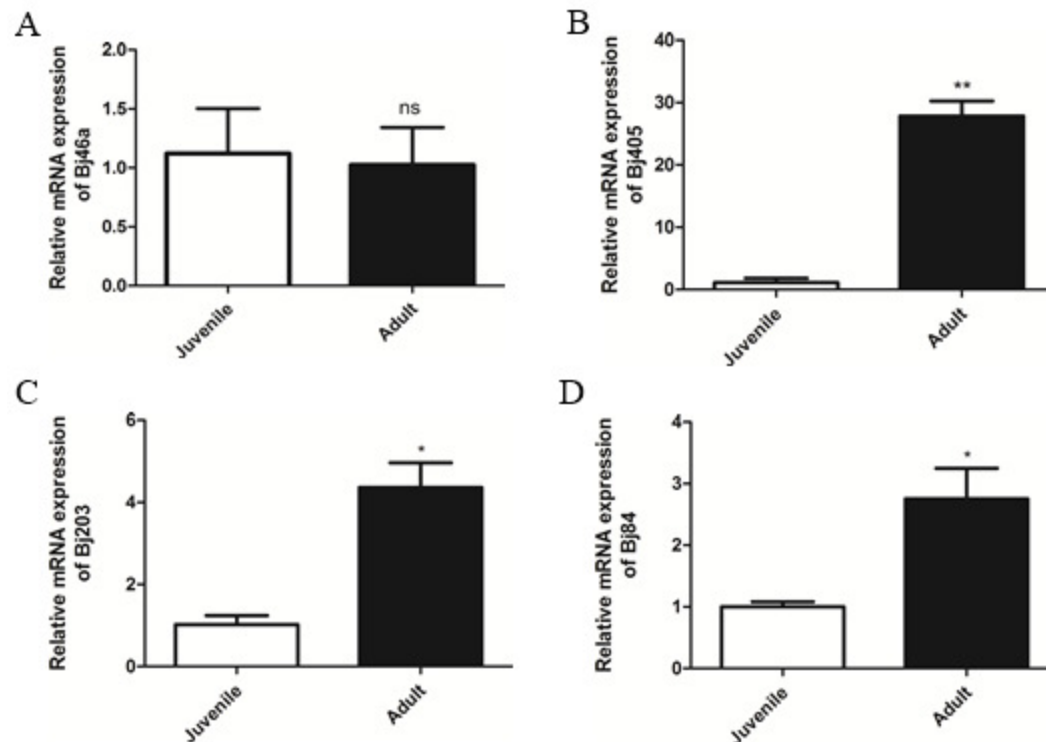 A
Relative mRNA expression
of Bj46a
2.0
1.5
1.0
0.5
0.0
ns
Juvenile
Adult
B
Relative mRNA expression
of Bj405
40
30
20
10
0
**
Juvenile
Adult
C
Relative mRNA expression
of Bj203
6
4
2
0
*
Juvenile
Adult
D
Relative mRNA expression
of Bj84
4
3
2
1
0
*
Juvenile
Adult